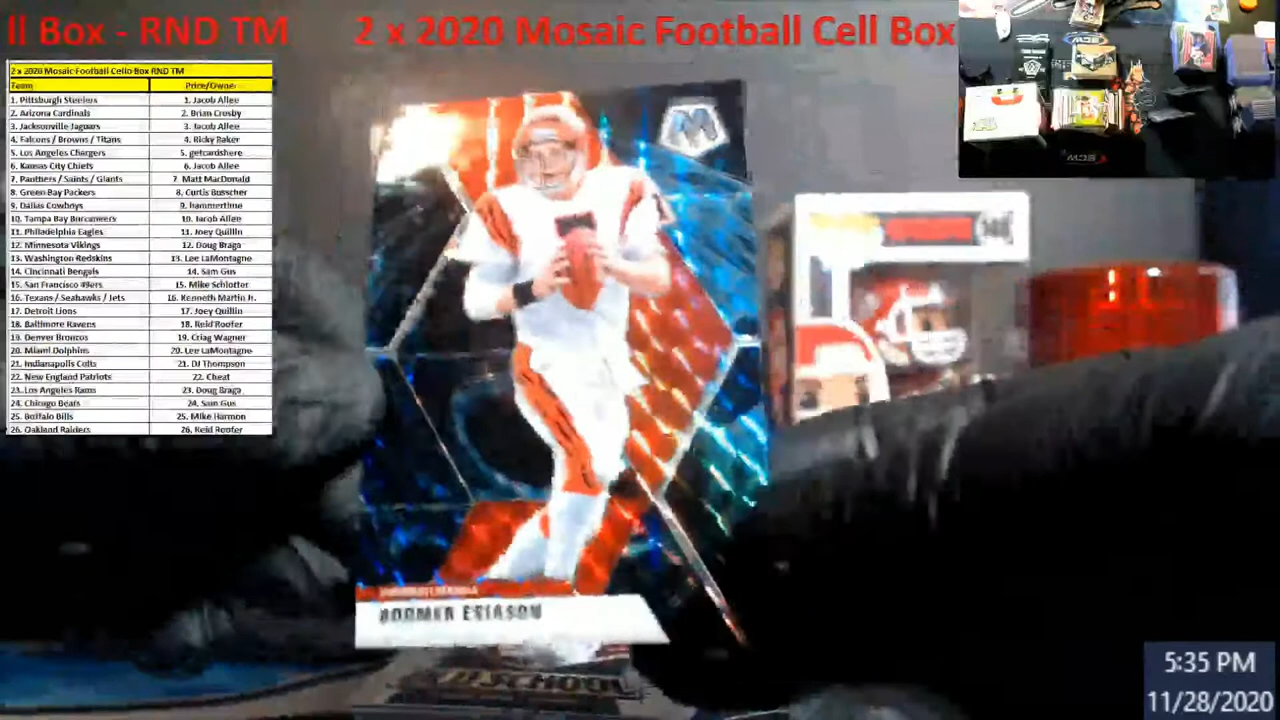 ll Box - RND TM 2 x 2020 Mosaic Football Cell Box
2 x 2020 Mosaic Football Cello Box RND TM
Team Price/Owner
1. Pittsburgh Steelers 1. Jacob Allee
2. Arizona Cardinals 2. Brian Crosby
3. Jacksonville Jaguars 3. Jacob Allee
4. Falcons / Browns / Titans 4. Ricky Baker
5. Los Angeles Chargers 5. getcardshere
6. Kansas City Chiefs 6. Jacob Allee
7. Panthers / Saints / Giants 7. Matt MacDonald
8. Green Bay Packers 8. Curtis Busscher
9. Dallas Cowboys 9. hammertime
10. Tampa Bay Buccaneers 10. Jacob Allee
11. Philadelphia Eagles 11. Joey Quillin
12. Minnesota Vikings 12. Doug Braga
13. Washington Redskins 13. Lee LaMontagne
14. Cincinnati Bengals 14. Sam Gus
15. San Francisco 49ers 15. Mike Schlotter
16. Texans / Seahawks / Jets 16. Kenneth Martin Jr.
17. Detroit Lions 17. Joey Quillin
18. Baltimore Ravens 18. Reid Roofer
19. Denver Broncos 19. Criag Wagner
20. Miami Dolphins 20. Lee LaMontagne
21. Indianapolis Colts 21. DJ Thompson
22. New England Patriots 22. Cheat
23. Los Angeles Rams 23. Doug Braga
24. Chicago Bears 24. Sam Gus
25. Buffalo Bills 25. Mike Harmon
26. Oakland Raiders 26. Reid Roofer
M
7
BOOMER ESIASON
5:35 PM
11/28/2020